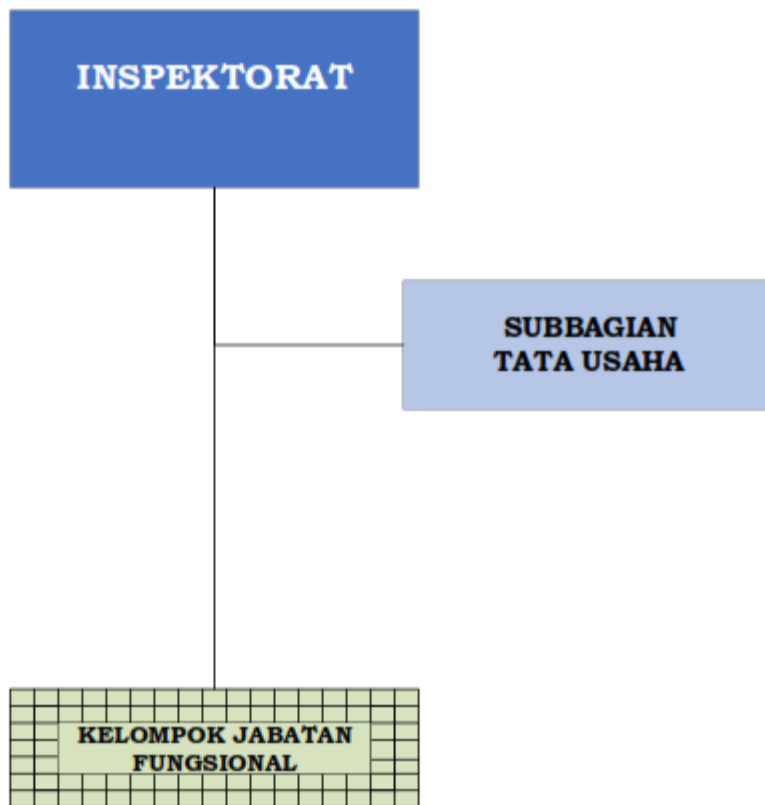 INSPEKTORAT
SUBBAGIAN
TATA USAHA
KELOMPOK JABATAN
FUNGSIONAL